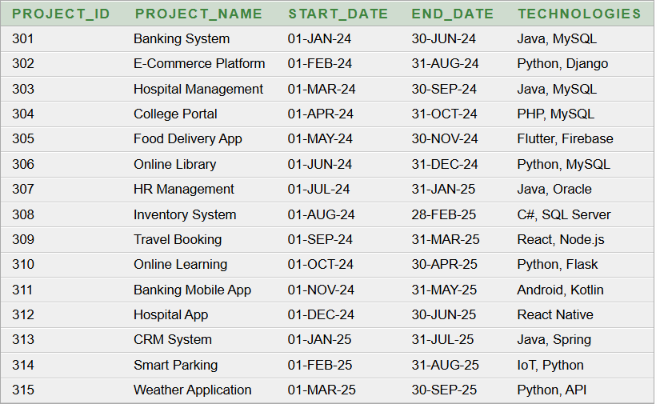 PROJECT_ID PROJECT_NAME START_DATE END_DATE TECHNOLOGIES
301 Banking System 01-JAN-24 30-JUN-24 Java, MySQL
302 E-Commerce Platform 01-FEB-24 31-AUG-24 Python, Django
303 Hospital Management 01-MAR-24 30-SEP-24 Java, MySQL
304 College Portal 01-APR-24 31-OCT-24 PHP, MySQL
305 Food Delivery App 01-MAY-24 30-NOV-24 Flutter, Firebase
306 Online Library 01-JUN-24 31-DEC-24 Python, MySQL
307 HR Management 01-JUL-24 31-JAN-25 Java, Oracle
308 Inventory System 01-AUG-24 28-FEB-25 C#, SQL Server
309 Travel Booking 01-SEP-24 31-MAR-25 React, Node.js
310 Online Learning 01-OCT-24 30-APR-25 Python, Flask
311 Banking Mobile App 01-NOV-24 31-MAY-25 Android, Kotlin
312 Hospital App 01-DEC-24 30-JUN-25 React Native
313 CRM System 01-JAN-25 31-JUL-25 Java, Spring
314 Smart Parking 01-FEB-25 31-AUG-25 IoT, Python
315 Weather Application 01-MAR-25 30-SEP-25 Python, API